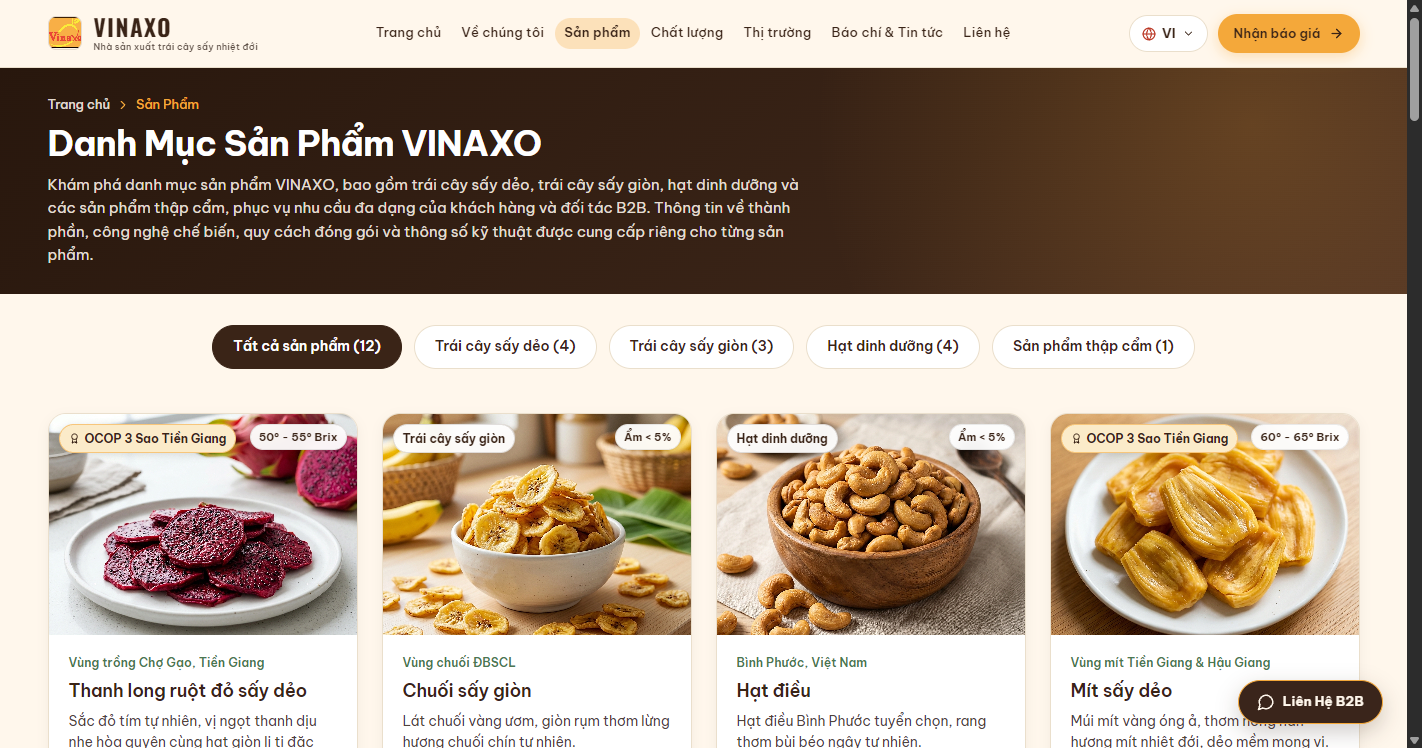 Vinaxo
VINAXO
Nhà sản xuất trái cây sấy nhiệt đới
Trang chủ
Về chúng tôi
Sản phẩm
Chất lượng
Thị trường
Báo chí & Tin tức
Liên hệ
VI
Nhận báo giá
Trang chủ
Sản Phẩm
Danh Mục Sản Phẩm VINAXO
Khám phá danh mục sản phẩm VINAXO, bao gồm trái cây sấy dẻo, trái cây sấy giòn, hạt dinh dưỡng và
các sản phẩm thập cẩm, phục vụ nhu cầu đa dạng của khách hàng và đối tác B2B. Thông tin về thành
phần, công nghệ chế biến, quy cách đóng gói và thông số kỹ thuật được cung cấp riêng cho từng sản
phẩm.
Tất cả sản phẩm (12)
Trái cây sấy dẻo (4)
Trái cây sấy giòn (3)
Hạt dinh dưỡng (4)
Sản phẩm thập cẩm (1)
OCOP 3 Sao Tiền Giang
50° - 55° Brix
Vùng trồng Chợ Gạo, Tiền Giang
Thanh long ruột đỏ sấy dẻo
Sắc đỏ tím tự nhiên, vị ngọt thanh dịu
nhẹ hòa quyện cùng hạt giòn li ti đặc
Trái cây sấy giòn
Ẩm < 5%
Vùng chuối ĐBSCL
Chuối sấy giòn
Lát chuối vàng ươm, giòn rụm thơm lừng
hương chuối chín tự nhiên.
Hạt dinh dưỡng
Ẩm < 5%
Bình Phước, Việt Nam
Hạt điều
Hạt điều Bình Phước tuyển chọn, rang
thơm bùi béo ngậy tự nhiên.
OCOP 3 Sao Tiền Giang
60° - 65° Brix
Vùng mít Tiền Giang & Hậu Giang
Mít sấy dẻo
Múi mít vàng óng ả, thơm
hương mít nhiệt đới, dẻo mềm mong vị.
Liên Hệ B2B